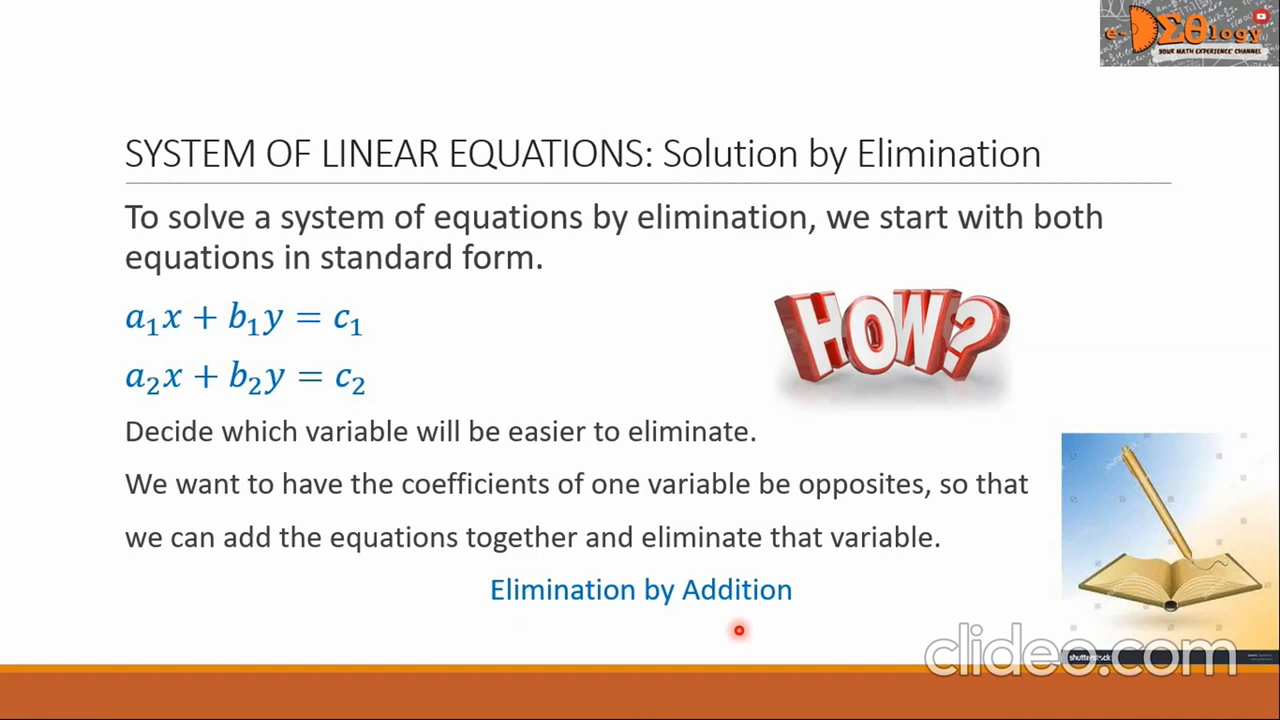 e-DΣθlogy
YOUR MATH EXPERIENCE CHANNEL
SYSTEM OF LINEAR EQUATIONS: Solution by Elimination
To solve a system of equations by elimination, we start with both
equations in standard form.
a₁x + b₁y = c₁
HOW?
a₂x + b₂y = c₂
Decide which variable will be easier to eliminate.
We want to have the coefficients of one variable be opposites, so that
we can add the equations together and eliminate that variable.
Elimination by Addition
clideo.com
shutterstock